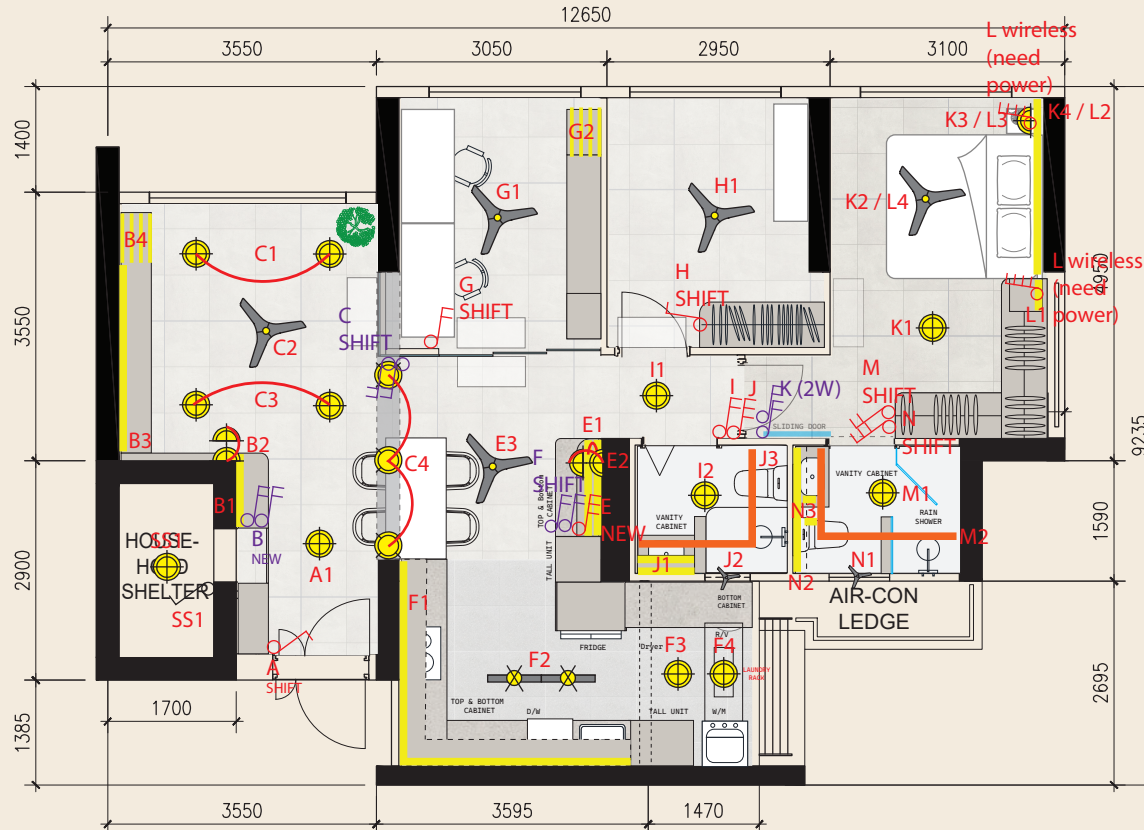 12650
3550
3050
2950
3100
L wireless
(need
power)
1400
3550
2900
1385
K3 / L3
K4 / L2
G2
G1
H1
K2 / L4
B4
C1
C2
C3
C
SHIFT
G
SHIFT
H
SHIFT
L wireless
(need
L1 power)
4950
K1
I1
I
J
K (2W)
SLIDING DOOR
M
SHIFT
N
SHIFT
9235
B3
B2
B1
B
NEW
C4
E3
E1
E2
F
SHIFT
E
NEW
TOP & BOTTOM
CABINET
TALL UNIT
I2
J3
VANITY
CABINET
J1
J2
VANITY CABINET
M1
RAIN
SHOWER
N3
M2
N1
N2
1590
HOUSE-
HOLD
SHELTER
SS1
SS1
A1
A
SHIFT
F1
BOTTOM
CABINET
AIR-CON
LEDGE
FRIDGE
Dryer
R/V
F2
F3
F4
LAUNDRY
RACK
TOP & BOTTOM
CABINET
D/W
TALL UNIT
W/M
2695
1700
3550
3595
1470